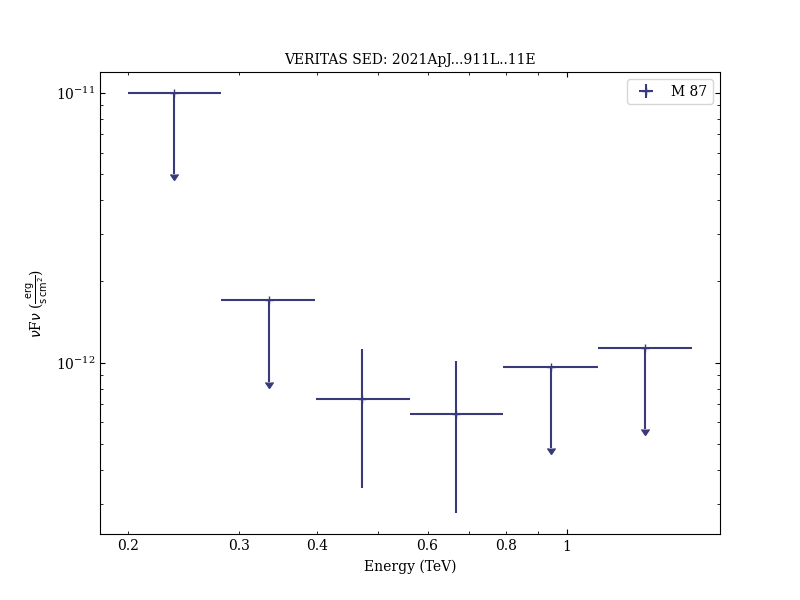 VERITAS SED: 2021ApJ...911L..11E
M 87
10⁻¹¹
10⁻¹²
νFν (erg / s cm²)
0.2 0.3 0.4 0.6 0.8 1
Energy (TeV)